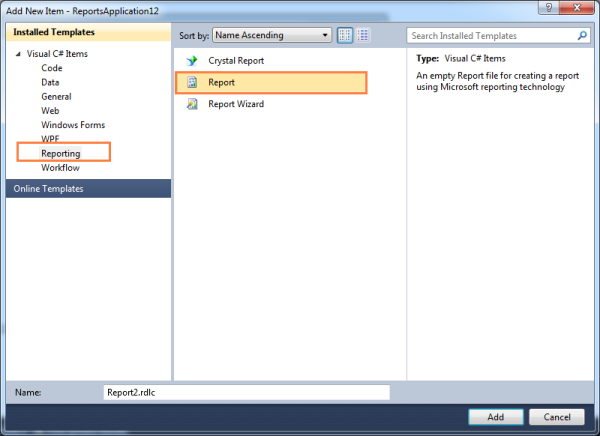 Add New Item - ReportsApplication12
Installed Templates
Visual C# Items
Code
Data
General
Web
Windows Forms
WPF
Reporting
Workflow
Online Templates
Sort by: Name Ascending
Crystal Report
Report
Report Wizard
Search Installed Templates
Type: Visual C# Items
An empty Report file for creating a report
using Microsoft reporting technology
Name: Report2.rdlc
Add Cancel